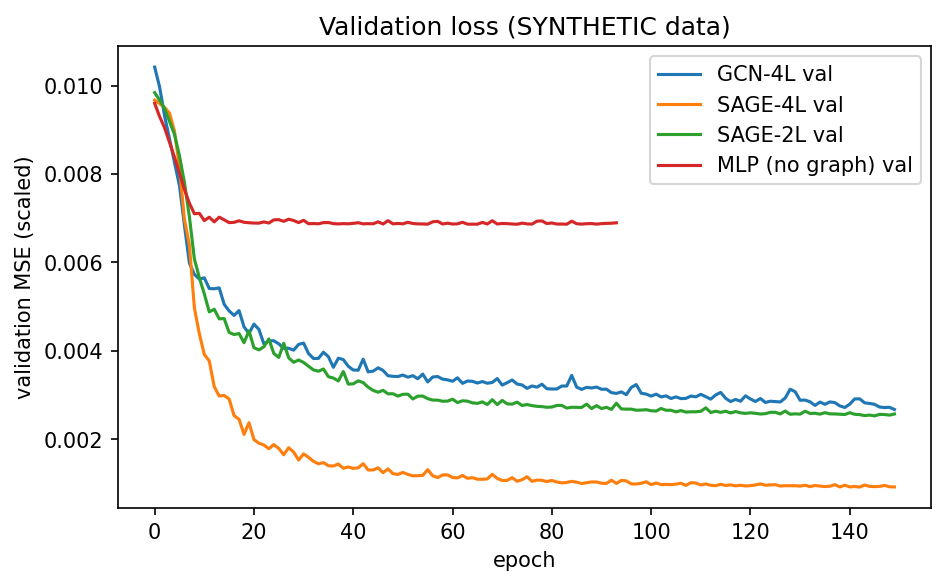 Validation loss (SYNTHETIC data)
GCN-4L val
SAGE-4L val
SAGE-2L val
MLP (no graph) val
validation MSE (scaled)
0.010
0.008
0.006
0.004
0.002
0 20 40 60 80 100 120 140
epoch